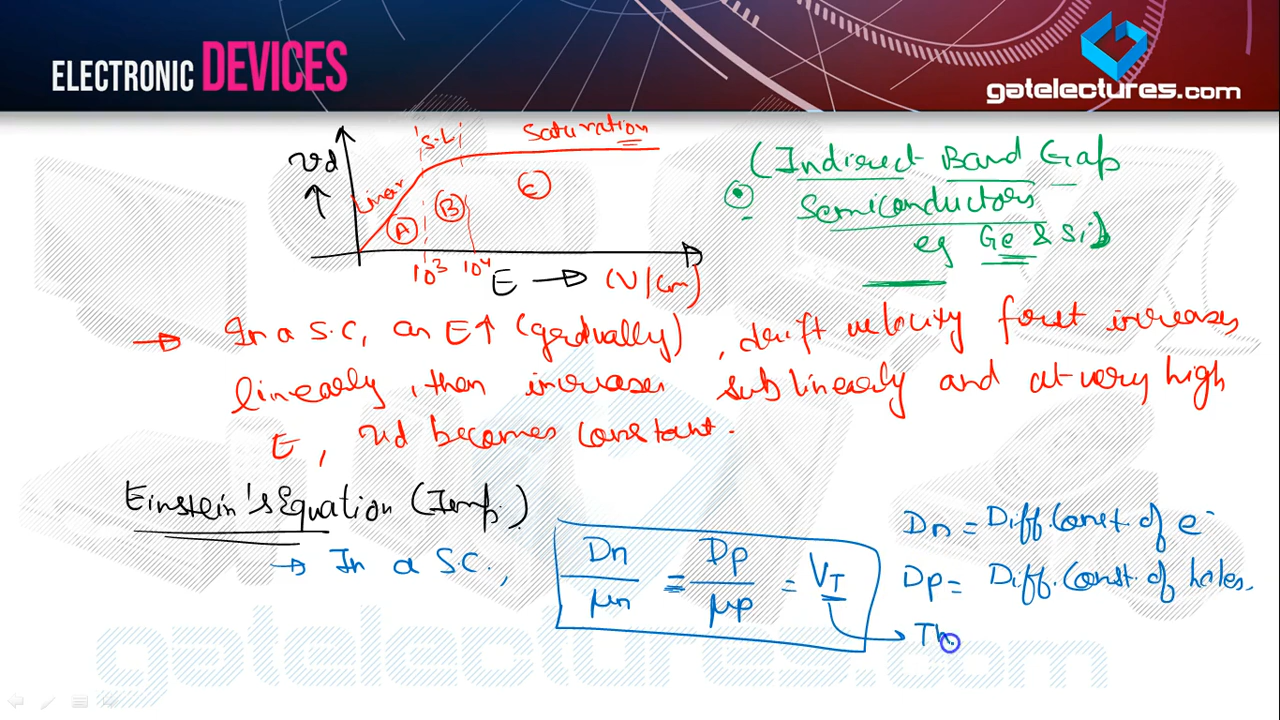 ELECTRONIC DEVICES
gatelectures.com
vd ↑
Linear
S.L
Saturation
A
B
C
10³ 10⁴ E → (V/cm)
(Indirect Band Gap
Semiconductors
eg Ge & Si)
→ In a S.C, an E↑ (gradually), drift velocity first increases
linearly, then increases sublinearly and at very high
E, vd becomes constant.
Einstein's Equation (Imp.)
→ In a S.C.,
Dn/μn = Dp/μp = VT
Dn = Diff. Const. of e⁻
Dp = Diff. Const. of holes.
→ Th
gatelectures.com